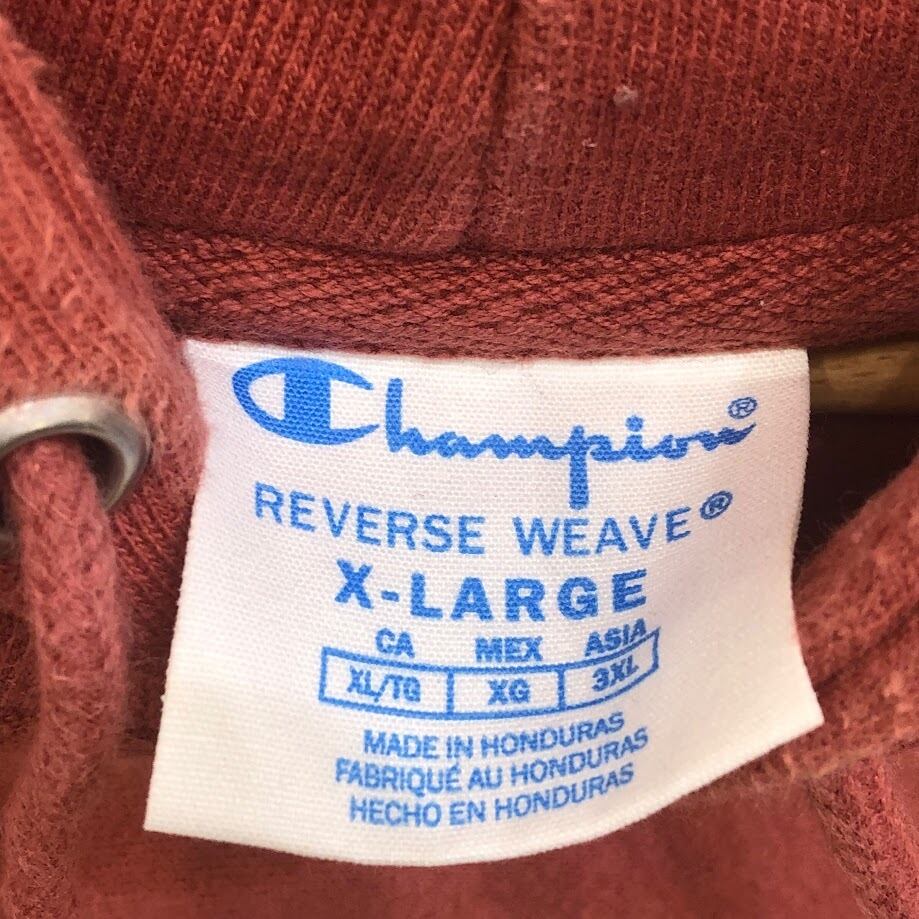 Champion®
REVERSE WEAVE®
X-LARGE
CA MEX ASIA
XL/TG XG 3XL
MADE IN HONDURAS
FABRIQUÉ AU HONDURAS
HECHO EN HONDURAS